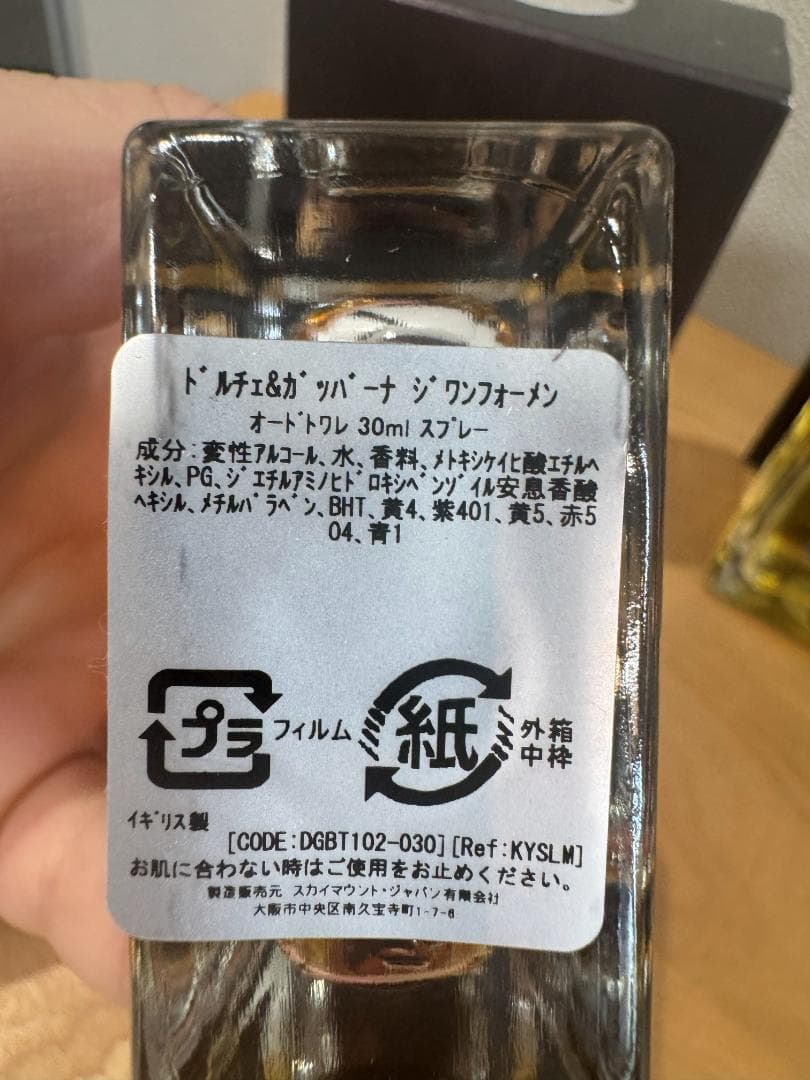 ﾄﾞﾙﾁｪ&ｶﾞｯﾊﾞｰﾅ ｼﾞﾜﾝフォーメン
オードトワレ 30ml スプレー
成分:変性ｱﾙｺｰﾙ、水、香料、ﾒﾄｷｼｹｲﾋ酸ｴﾁﾙﾍ
ｷｼﾙ、PG、ｼﾞｴﾁﾙｱﾐﾉﾋﾄﾞﾛｷｼﾍﾞﾝｿﾞｲﾙ安息香酸
ﾍｷｼﾙ、ﾒﾁﾙﾊﾟﾗﾍﾞﾝ、BHT、黄4、紫401、黄5、赤5
04、青1
プラ フィルム 紙 外箱
中枠
ｲｷﾞﾘｽ製
[CODE:DGBT102-030][Ref:KYSLM]
お肌に合わない時はご使用をお止めください。
製造販売元 スカイマウント・ジャパン有限会社
大阪市中央区南久宝寺町1-7-6